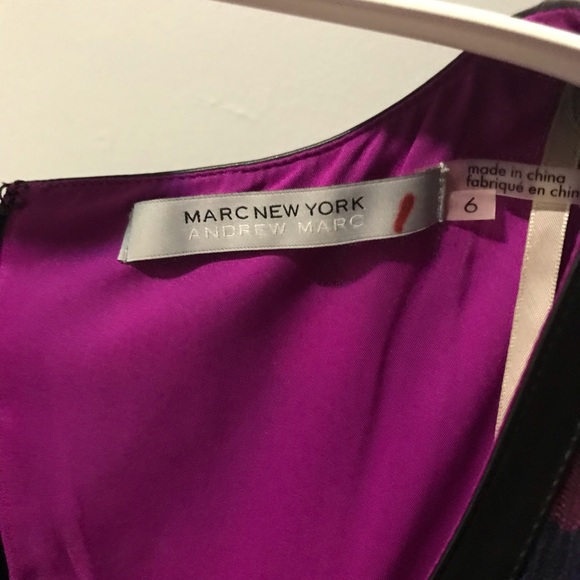 MARC NEW YORK
ANDREW MARC
6
made in china
fabriqué en chin